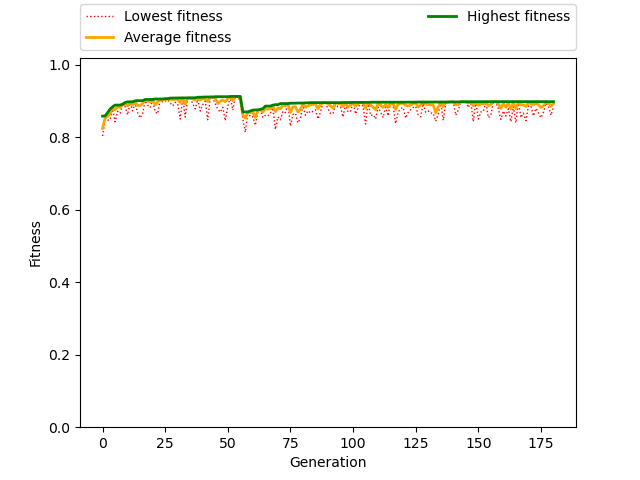 Lowest fitness
Average fitness
Highest fitness
1.0
0.8
0.6
0.4
0.2
0.0
Fitness
0 25 50 75 100 125 150 175
Generation